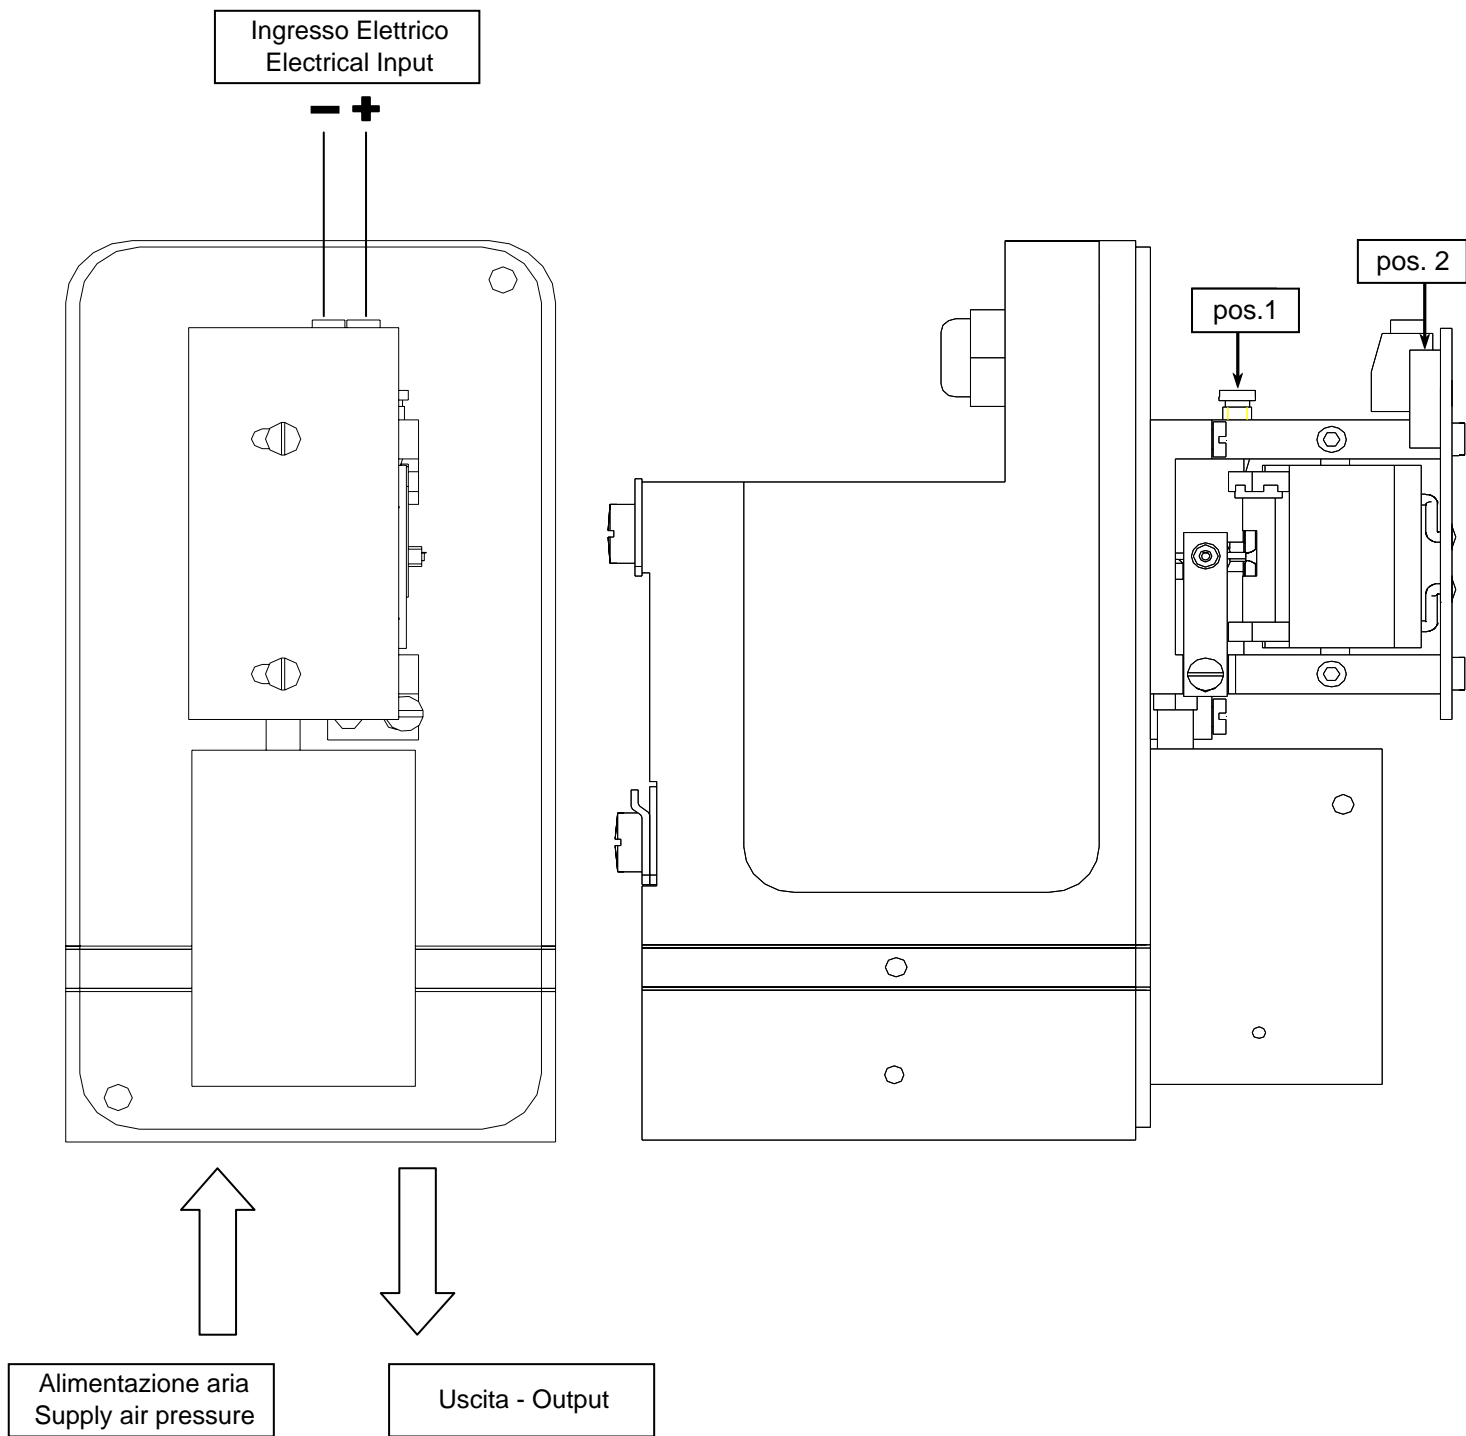 Ingresso Elettrico
Electrical Input
− +
pos. 2
pos.1
Alimentazione aria
Supply air pressure
Uscita - Output